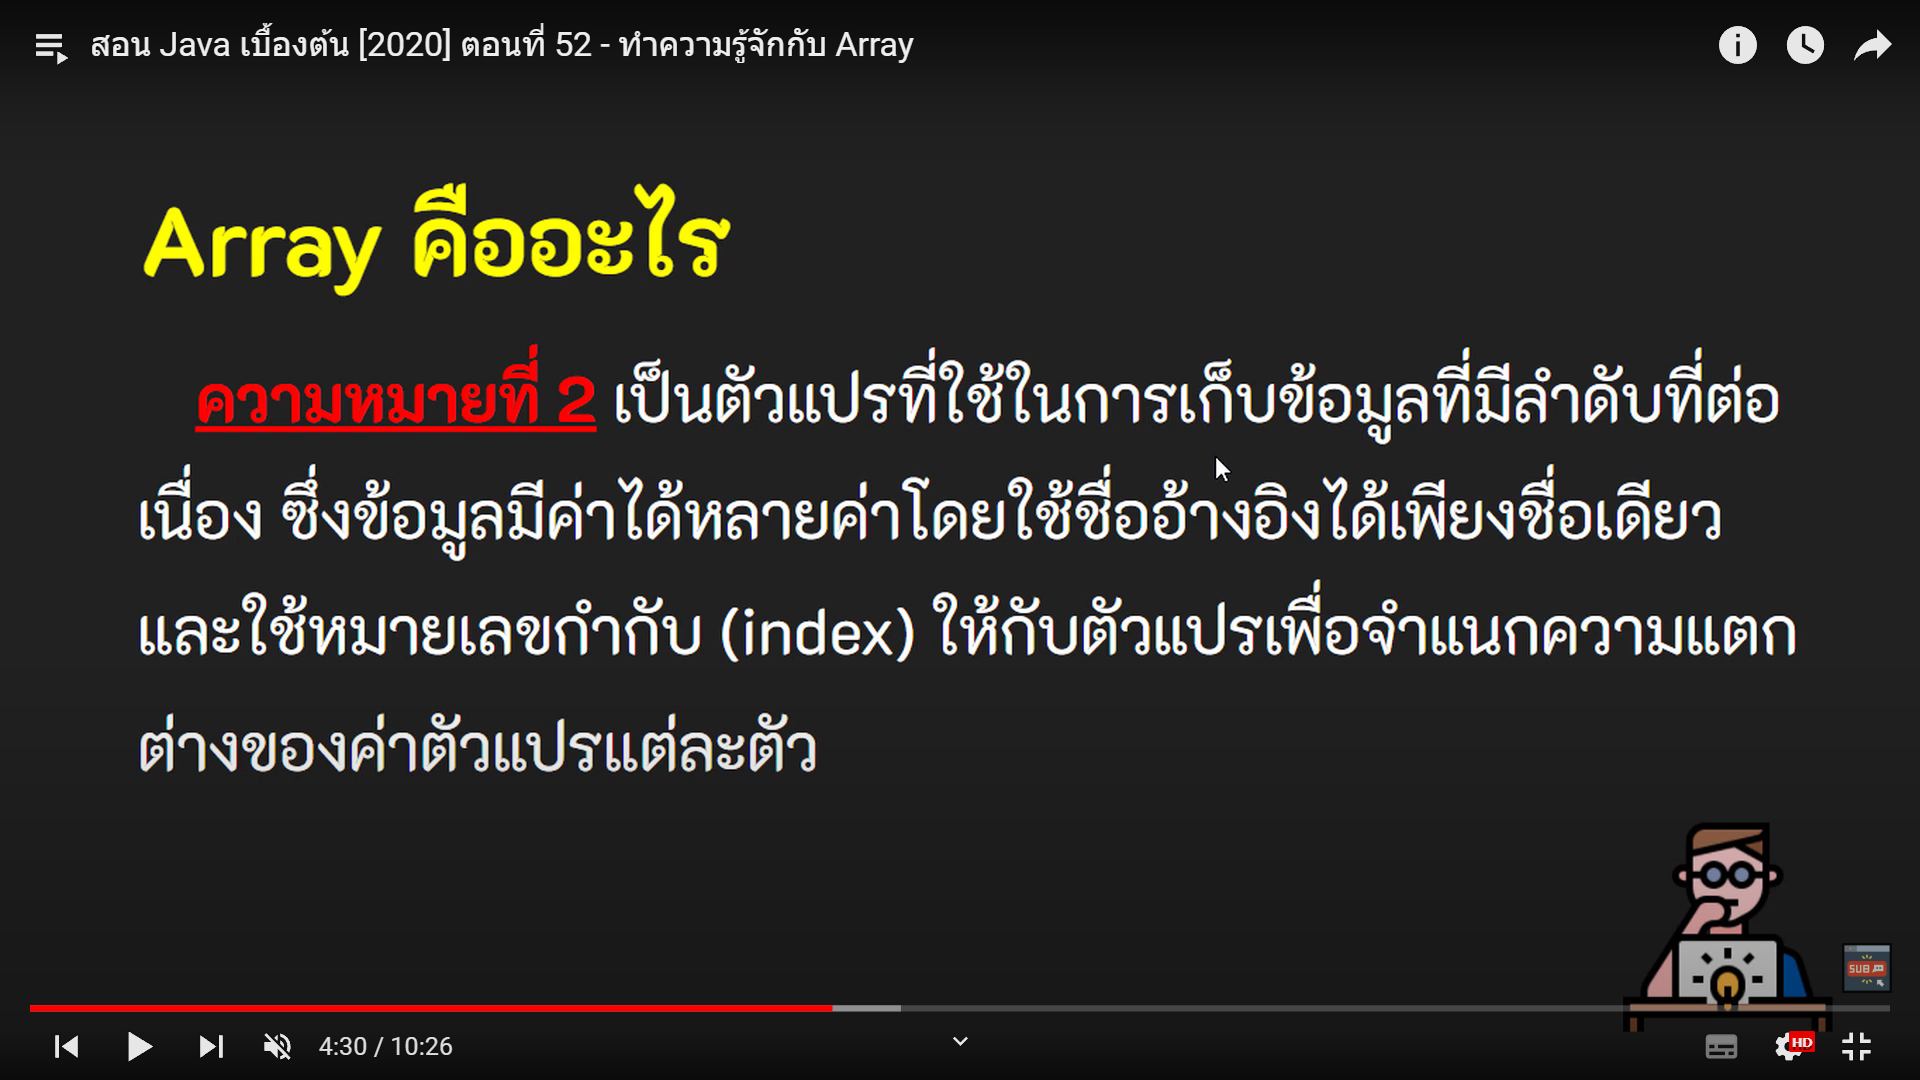 สอน Java เบื้องต้น [2020] ตอนที่ 52 - ทำความรู้จักกับ Array
Array คืออะไร
ความหมายที่ 2 เป็นตัวแปรที่ใช้ในการเก็บข้อมูลที่มีลำดับที่ต่อ
เนื่อง ซึ่งข้อมูลมีค่าได้หลายค่าโดยใช้ชื่ออ้างอิงได้เพียงชื่อเดียว
และใช้หมายเลขกำกับ (index) ให้กับตัวแปรเพื่อจำแนกความแตก
ต่างของค่าตัวแปรแต่ละตัว
SUB
4:30 / 10:26
HD